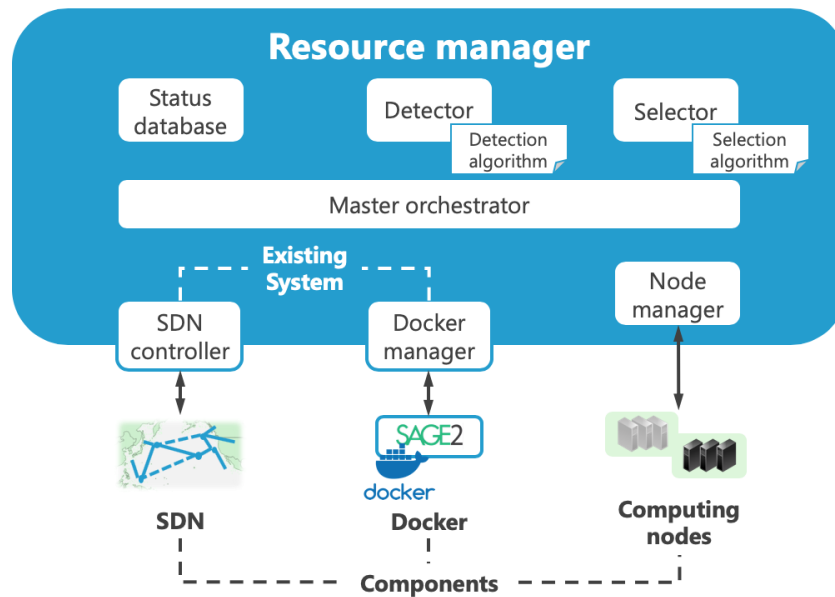 Resource manager
Status
database
Detector
Detection
algorithm
Selector
Selection
algorithm
Master orchestrator
Existing
System
SDN
controller
Docker
manager
Node
manager
SAGE2
docker
SDN
Docker
Computing
nodes
Components